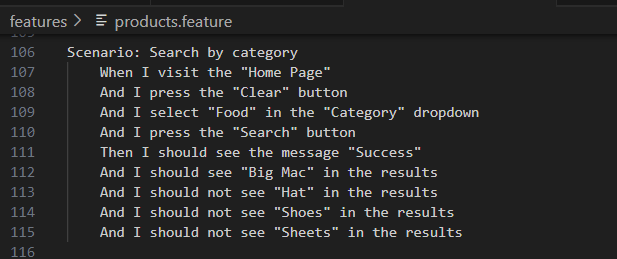 features > products.feature
105
106 Scenario: Search by category
107 When I visit the "Home Page"
108 And I press the "Clear" button
109 And I select "Food" in the "Category" dropdown
110 And I press the "Search" button
111 Then I should see the message "Success"
112 And I should see "Big Mac" in the results
113 And I should not see "Hat" in the results
114 And I should not see "Shoes" in the results
115 And I should not see "Sheets" in the results
116